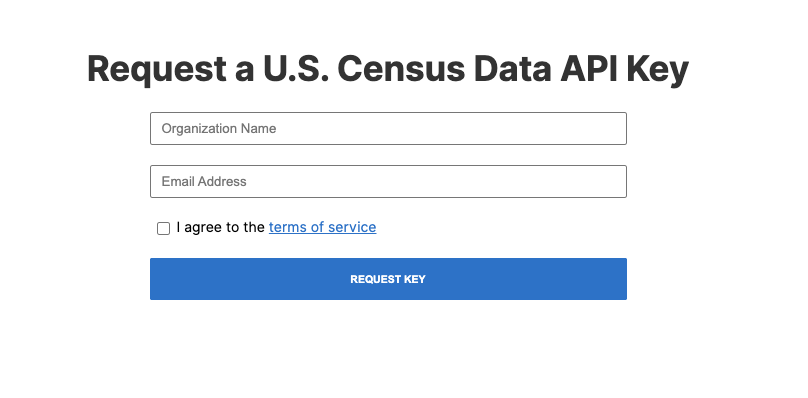 Request a U.S. Census Data API Key
Organization Name
Email Address
I agree to the terms of service
REQUEST KEY